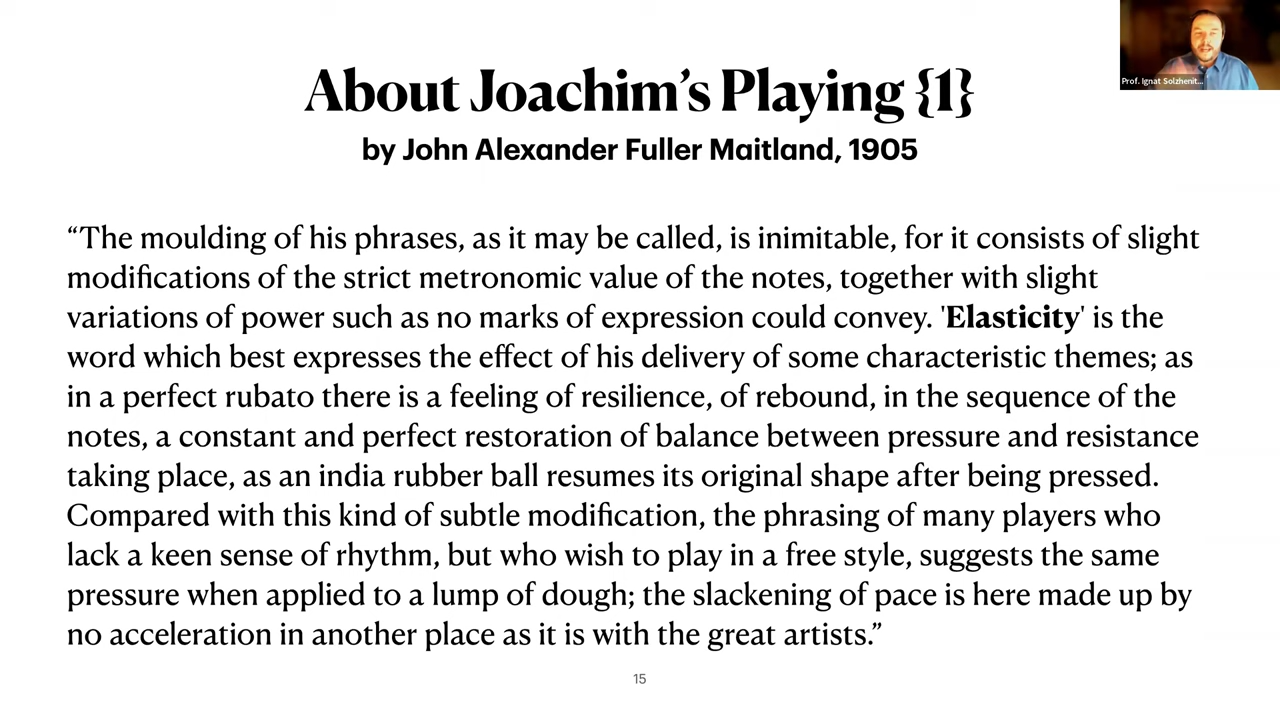 Prof. Ignat Solzhenit...
About Joachim’s Playing {1}
by John Alexander Fuller Maitland, 1905
“The moulding of his phrases, as it may be called, is inimitable, for it consists of slight
modifications of the strict metronomic value of the notes, together with slight
variations of power such as no marks of expression could convey. 'Elasticity' is the
word which best expresses the effect of his delivery of some characteristic themes; as
in a perfect rubato there is a feeling of resilience, of rebound, in the sequence of the
notes, a constant and perfect restoration of balance between pressure and resistance
taking place, as an india rubber ball resumes its original shape after being pressed.
Compared with this kind of subtle modification, the phrasing of many players who
lack a keen sense of rhythm, but who wish to play in a free style, suggests the same
pressure when applied to a lump of dough; the slackening of pace is here made up by
no acceleration in another place as it is with the great artists.”
15